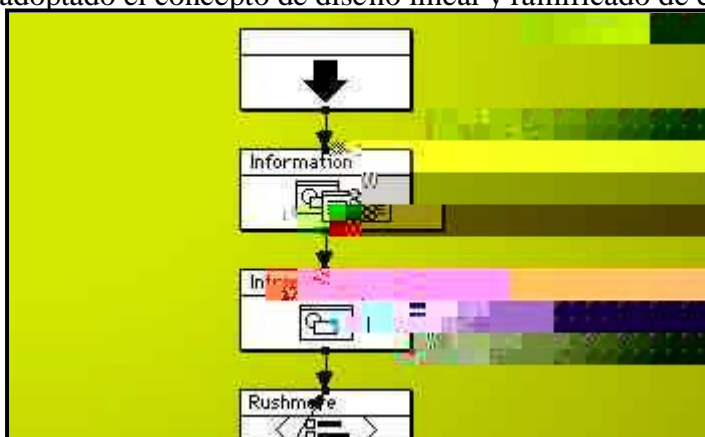 adoptado el concepto de diseño lineal y ramificado de
Information
Rushmore